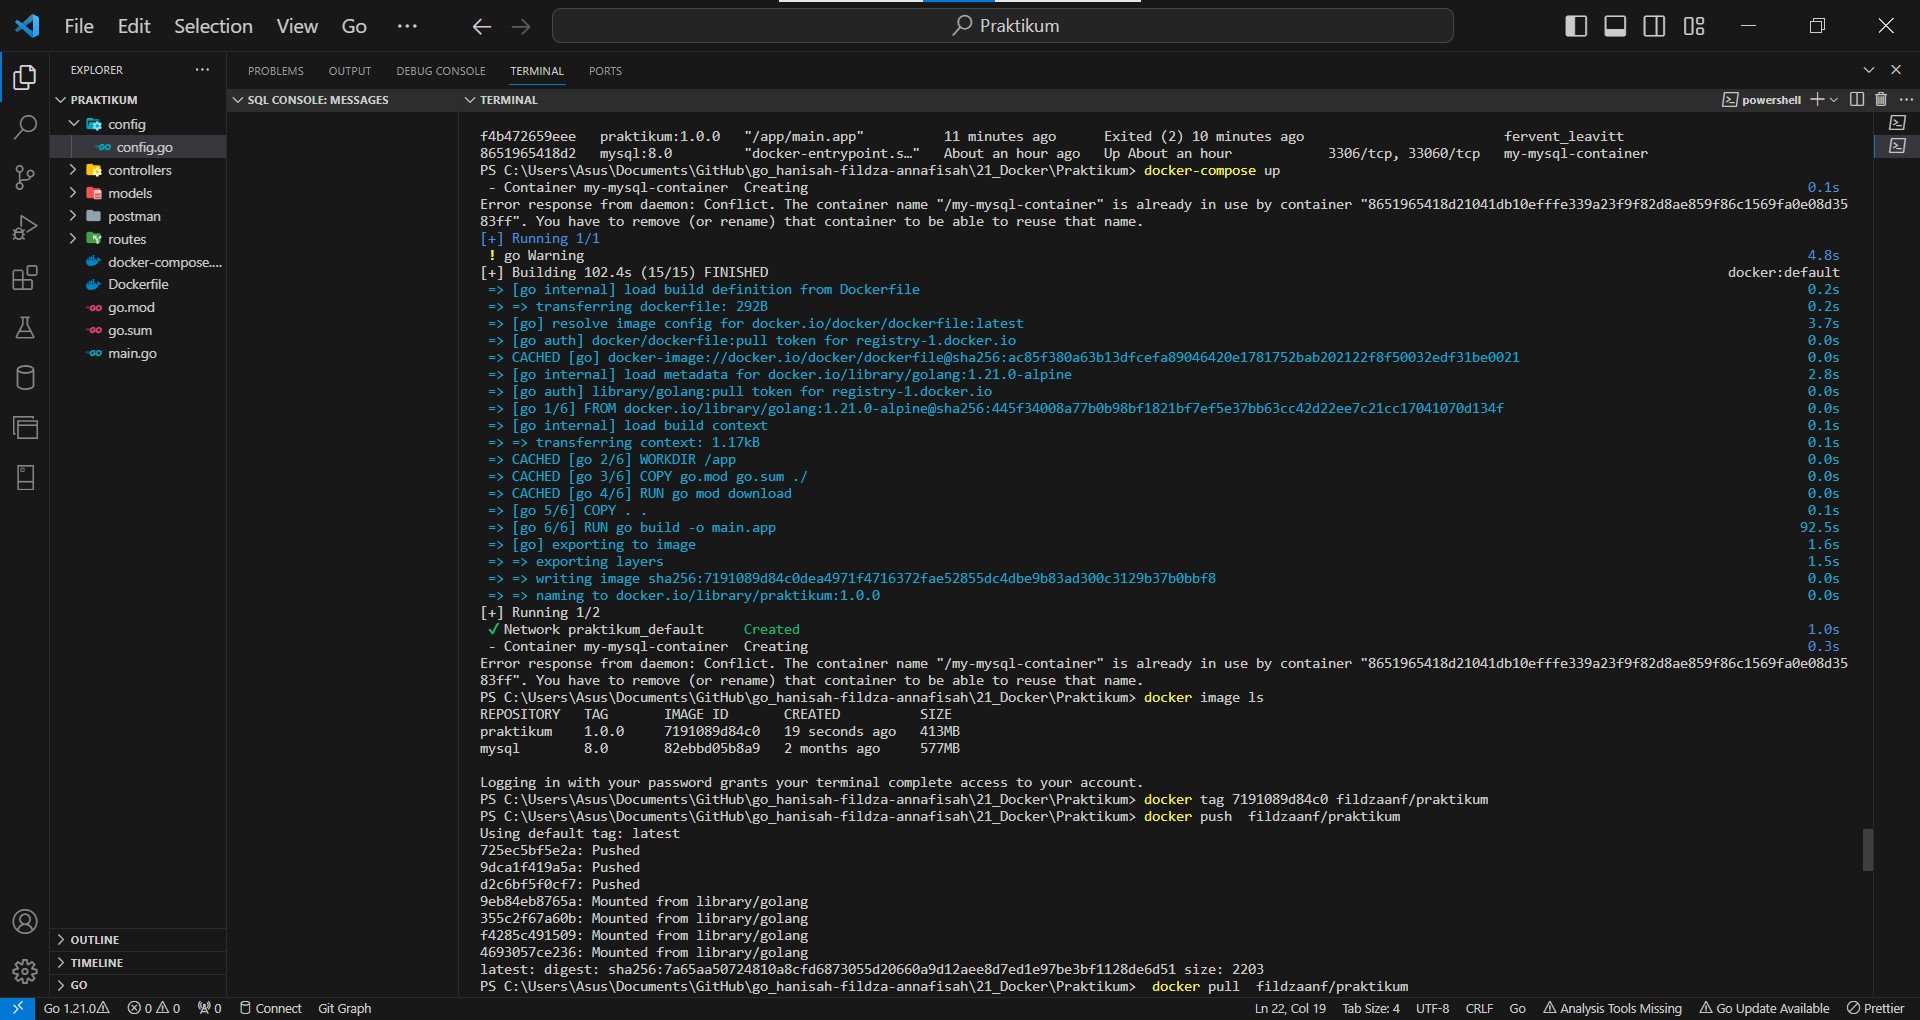 File Edit Selection View Go ··· Praktikum
EXPLORER ···
PRAKTIKUM
config
config.go
controllers
models
postman
routes
docker-compose....
Dockerfile
go.mod
go.sum
main.go
OUTLINE
TIMELINE
GO
PROBLEMS OUTPUT DEBUG CONSOLE TERMINAL PORTS
SQL CONSOLE: MESSAGES
TERMINAL
powershell
f4b472659eee praktikum:1.0.0 "/app/main.app" 11 minutes ago Exited (2) 10 minutes ago fervent_leavitt
8651965418d2 mysql:8.0 "docker-entrypoint.s…" About an hour ago Up About an hour 3306/tcp, 33060/tcp my-mysql-container
PS C:\Users\Asus\Documents\GitHub\go_hanisah-fildza-annafisah\21_Docker\Praktikum> docker-compose up
- Container my-mysql-container Creating 0.1s
Error response from daemon: Conflict. The container name "/my-mysql-container" is already in use by container "8651965418d21041db10efffe339a23f9f82d8ae859f86c1569fa0e08d35
83ff". You have to remove (or rename) that container to be able to reuse that name.
[+] Running 1/1
! go Warning 4.8s
[+] Building 102.4s (15/15) FINISHED docker:default
=> [go internal] load build definition from Dockerfile 0.2s
=> => transferring dockerfile: 292B 0.2s
=> [go] resolve image config for docker.io/docker/dockerfile:latest 3.7s
=> [go auth] docker/dockerfile:pull token for registry-1.docker.io 0.0s
=> CACHED [go] docker-image://docker.io/docker/dockerfile@sha256:ac85f380a63b13dfcefa89046420e1781752bab202122f8f50032edf31be0021 0.0s
=> [go internal] load metadata for docker.io/library/golang:1.21.0-alpine 2.8s
=> [go auth] library/golang:pull token for registry-1.docker.io 0.0s
=> [go 1/6] FROM docker.io/library/golang:1.21.0-alpine@sha256:445f34008a77b0b98bf1821bf7ef5e37bb63cc42d22ee7c21cc17041070d134f 0.0s
=> [go internal] load build context 0.1s
=> => transferring context: 1.17kB 0.1s
=> CACHED [go 2/6] WORKDIR /app 0.0s
=> CACHED [go 3/6] COPY go.mod go.sum ./ 0.0s
=> CACHED [go 4/6] RUN go mod download 0.0s
=> [go 5/6] COPY . . 0.1s
=> [go 6/6] RUN go build -o main.app 92.5s
=> [go] exporting to image 1.6s
=> => exporting layers 1.5s
=> => writing image sha256:7191089d84c0dea4971f4716372fae52855dc4dbe9b83ad300c3129b37b0bbf8 0.0s
=> => naming to docker.io/library/praktikum:1.0.0 0.0s
[+] Running 1/2
✓ Network praktikum_default Created 1.0s
- Container my-mysql-container Creating 0.3s
Error response from daemon: Conflict. The container name "/my-mysql-container" is already in use by container "8651965418d21041db10efffe339a23f9f82d8ae859f86c1569fa0e08d35
83ff". You have to remove (or rename) that container to be able to reuse that name.
PS C:\Users\Asus\Documents\GitHub\go_hanisah-fildza-annafisah\21_Docker\Praktikum> docker image ls
REPOSITORY TAG IMAGE ID CREATED SIZE
praktikum 1.0.0 7191089d84c0 19 seconds ago 413MB
mysql 8.0 82ebbd05b8a9 2 months ago 577MB
Logging in with your password grants your terminal complete access to your account.
PS C:\Users\Asus\Documents\GitHub\go_hanisah-fildza-annafisah\21_Docker\Praktikum> docker tag 7191089d84c0 fildzaanf/praktikum
PS C:\Users\Asus\Documents\GitHub\go_hanisah-fildza-annafisah\21_Docker\Praktikum> docker push fildzaanf/praktikum
Using default tag: latest
725ec5bf5e2a: Pushed
9dca1f419a5a: Pushed
d2c6bf5f0cf7: Pushed
9eb84eb8765a: Mounted from library/golang
355c2f67a60b: Mounted from library/golang
f4285c491509: Mounted from library/golang
4693057ce236: Mounted from library/golang
latest: digest: sha256:7a65aa50724810a8cfd6873055d20660a9d12aee8d7ed1e97be3bf1128de6d51 size: 2203
PS C:\Users\Asus\Documents\GitHub\go_hanisah-fildza-annafisah\21_Docker\Praktikum> docker pull fildzaanf/praktikum
Go 1.21.0 0 0 0 Connect Git Graph Ln 22, Col 19 Tab Size: 4 UTF-8 CRLF Go Analysis Tools Missing Go Update Available Prettier